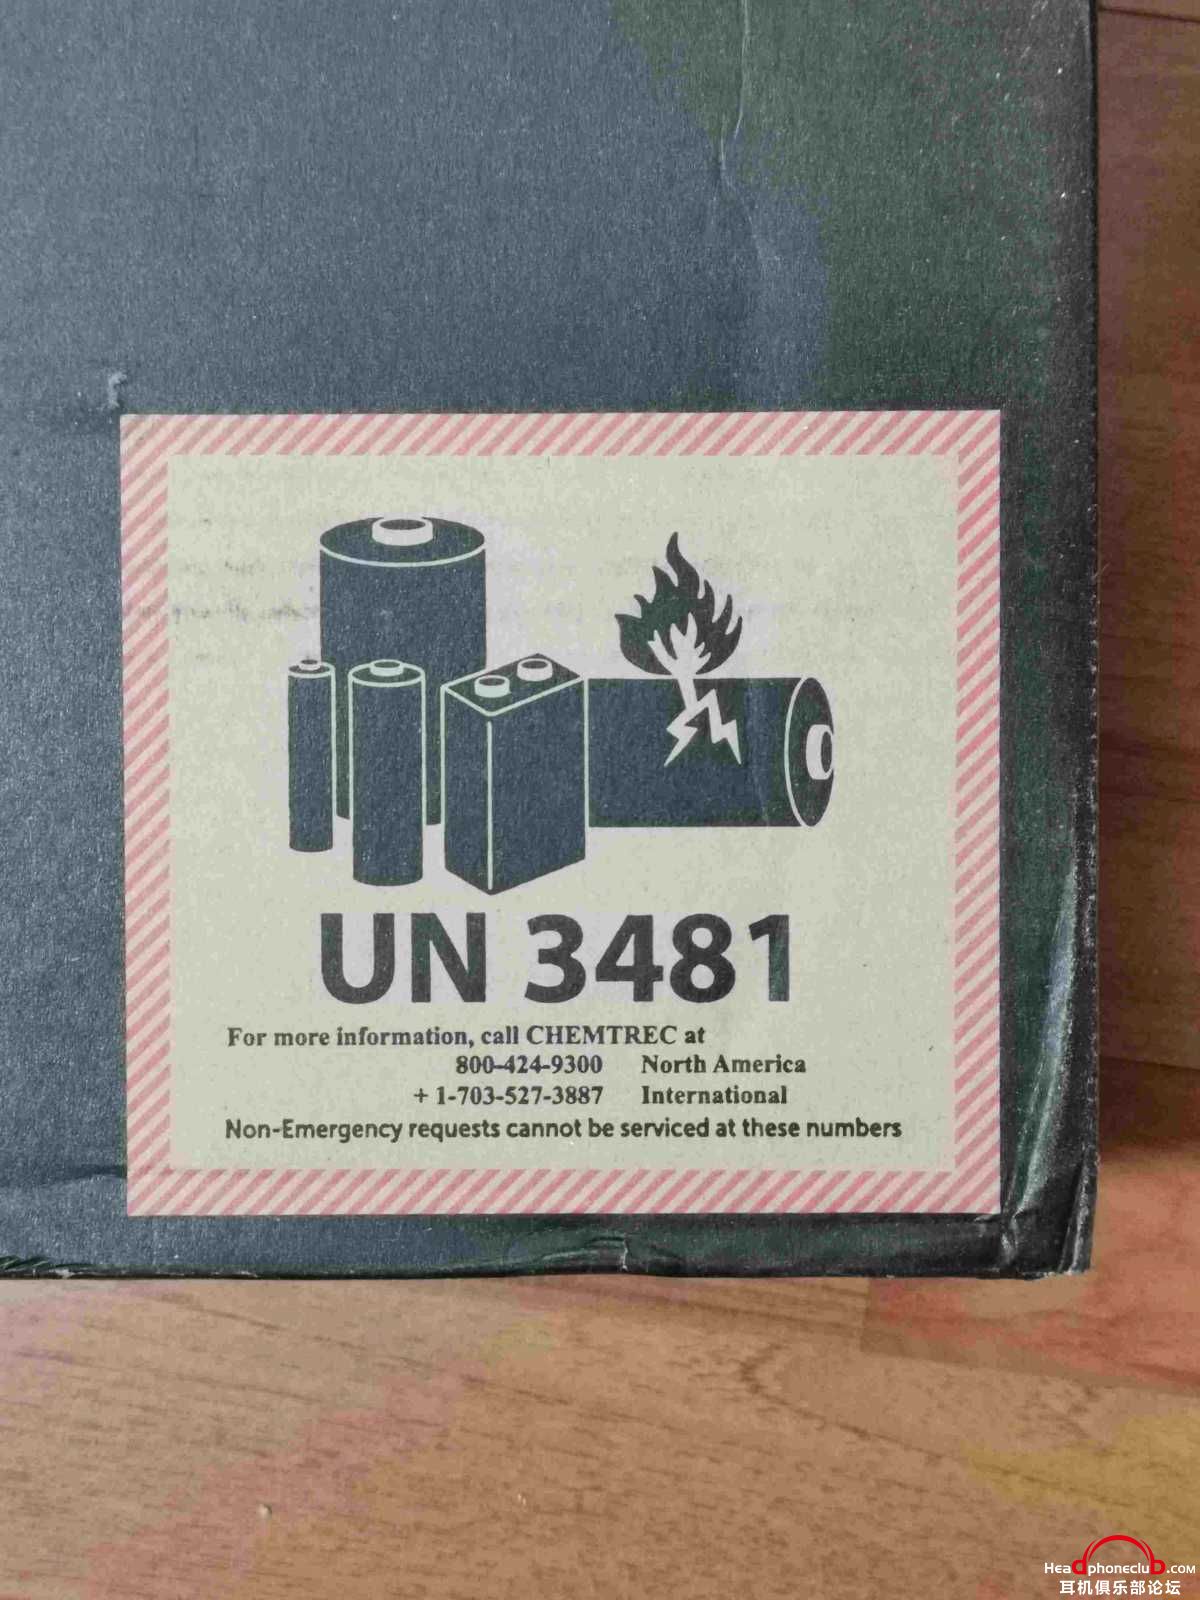 UN 3481
For more information, call CHEMTREC at
800-424-9300 North America
+ 1-703-527-3887 International
Non-Emergency requests cannot be serviced at these numbers
Headphoneclub.com
耳机俱乐部论坛